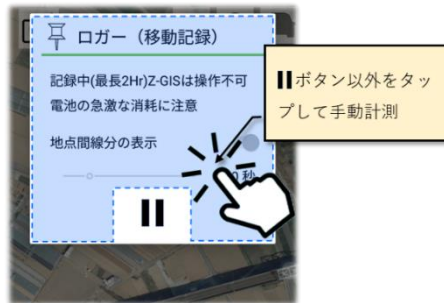 ロガー（移動記録）
記録中(最長2Hr)Z-GISは操作不可
電池の急激な消耗に注意
地点間線分の表示
秒
▐▐ボタン以外をタッ
プして手動計測